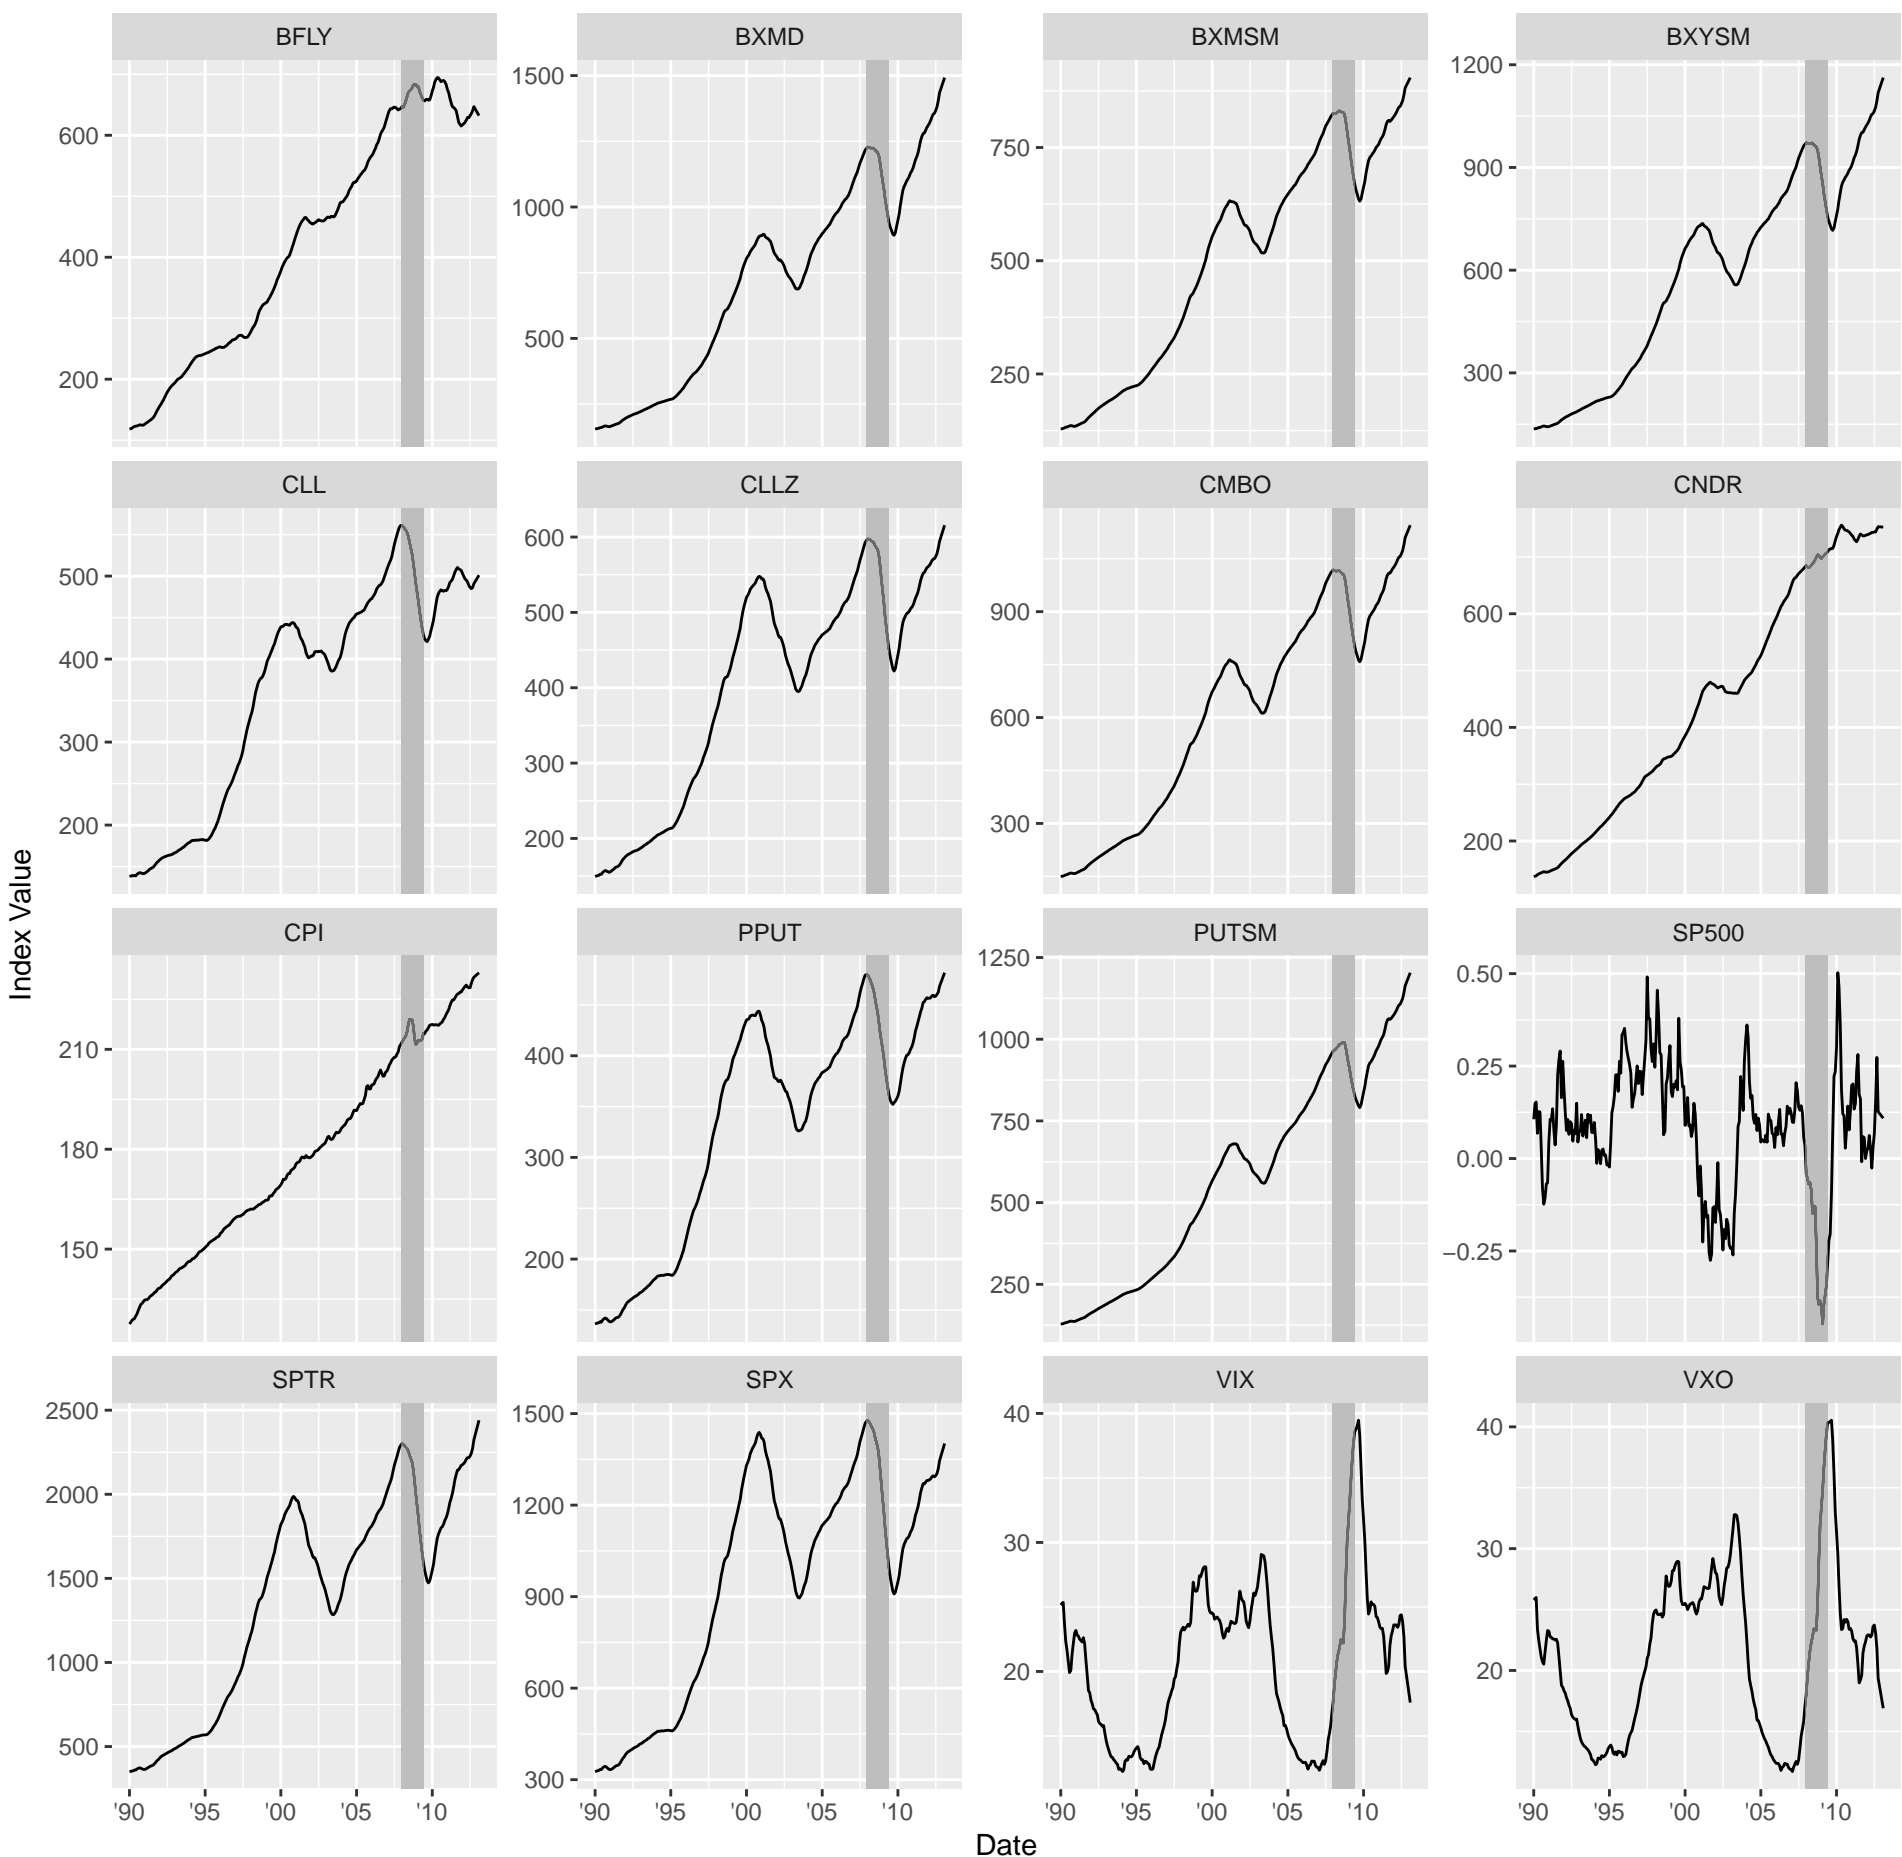 BFLY
BXMD
BXMSM
BXYSM
600
400
200
1500
1000
500
750
500
250
1200
900
600
300
CLL
CLLZ
CMBO
CNDR
500
400
300
200
600
500
400
300
200
900
600
300
600
400
200
CPI
PPUT
PUTSM
SP500
210
180
150
400
300
200
1250
1000
750
500
250
0.50
0.25
0.00
−0.25
SPTR
SPX
VIX
VXO
2500
2000
1500
1000
500
1500
1200
900
600
300
40
30
20
40
30
20
'90 '95 '00 '05 '10
'90 '95 '00 '05 '10
'90 '95 '00 '05 '10
'90 '95 '00 '05 '10
Date
Index Value